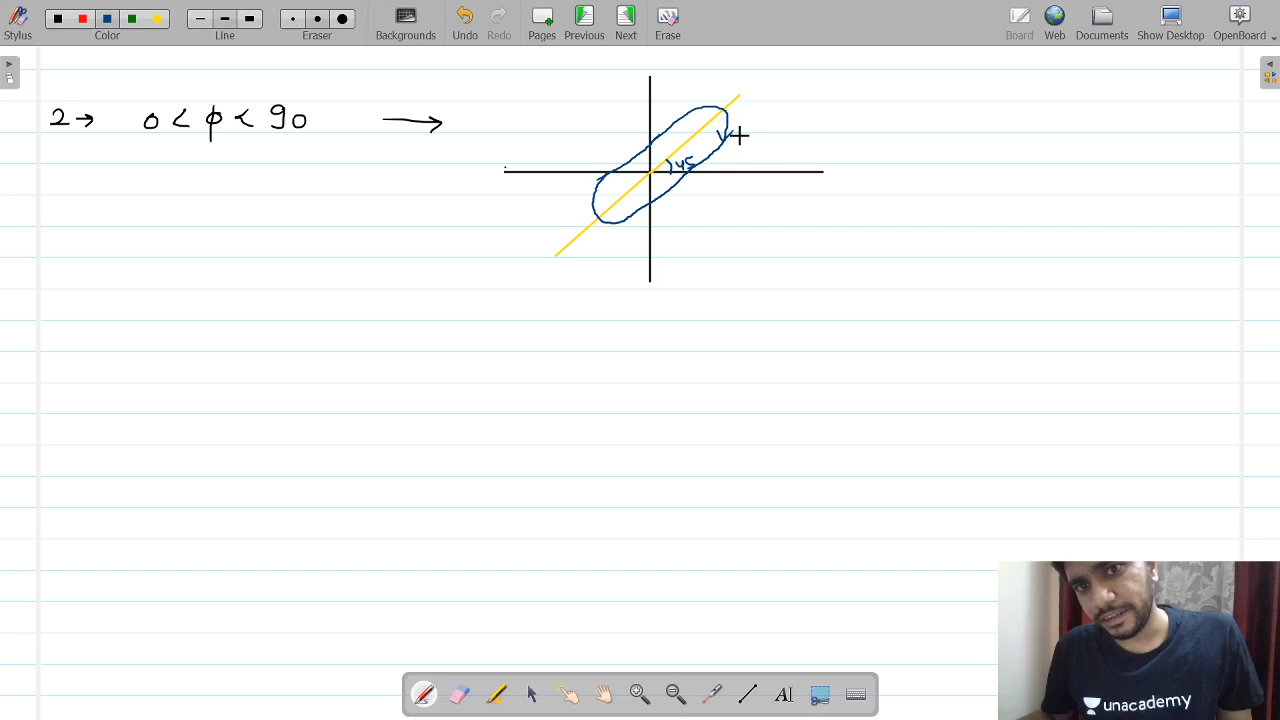 Stylus Color Line Eraser Backgrounds Undo Redo Pages Previous Next Erase Board Web Documents Show Desktop OpenBoard
2→ 0 < φ < 90 →
45
unacademy